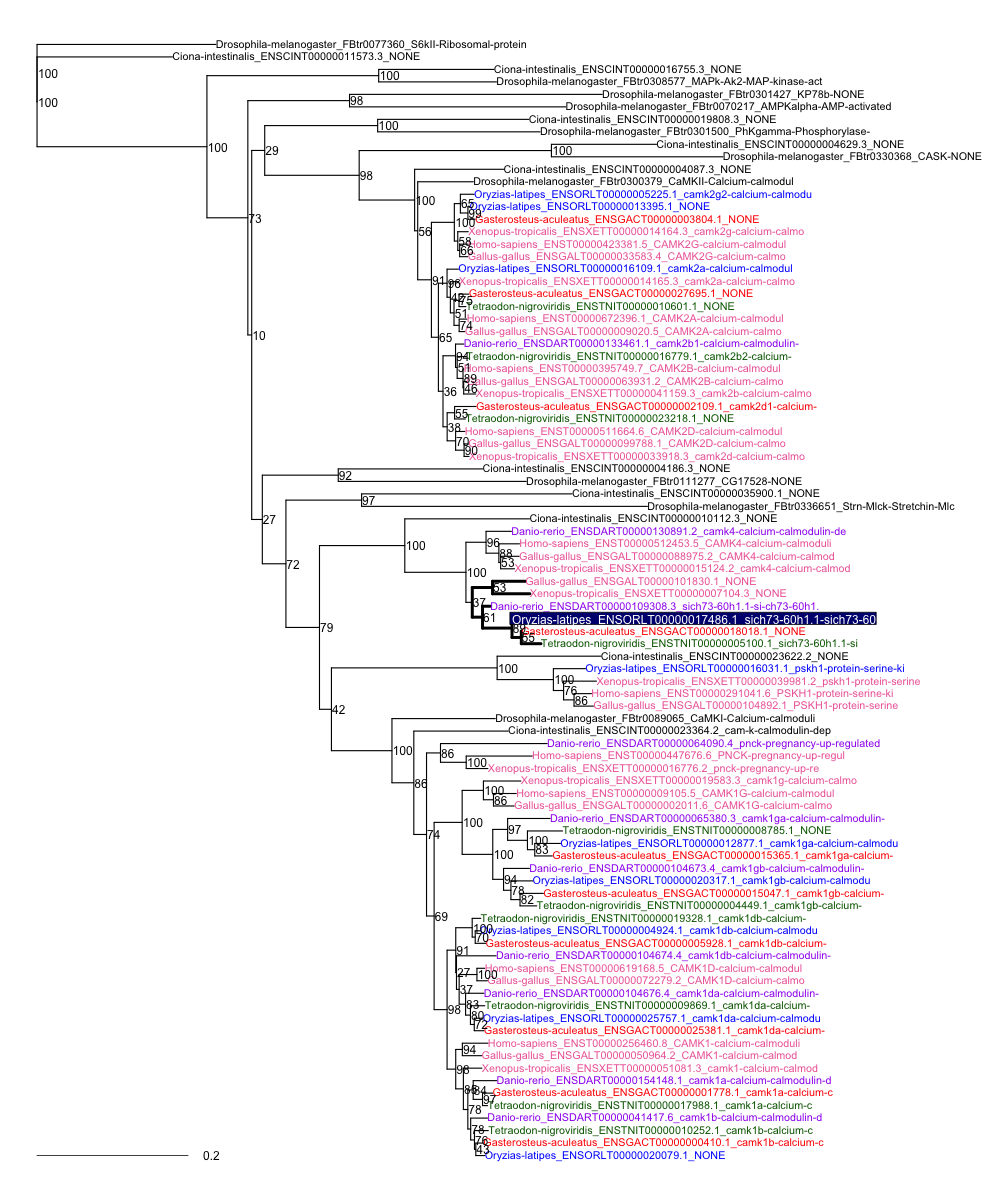 Drosophila-melanogaster_FBtr0077360_S6kII-Ribosomal-protein
Ciona-intestinalis_ENSCINT00000011573.3_NONE
100
Ciona-intestinalis_ENSCINT00000016755.3_NONE
100
Drosophila-melanogaster_FBtr0308577_MAPk-Ak2-MAP-kinase-act
Drosophila-melanogaster_FBtr0301427_KP78b-NONE
100 98
Drosophila-melanogaster_FBtr0070217_AMPKalpha-AMP-activated
Ciona-intestinalis_ENSCINT00000019808.3_NONE
100
Drosophila-melanogaster_FBtr0301500_PhKgamma-Phosphorylase-
Ciona-intestinalis_ENSCINT00000004629.3_NONE
100 29 100
Drosophila-melanogaster_FBtr0330368_CASK-NONE
Ciona-intestinalis_ENSCINT00000004087.3_NONE
98
Drosophila-melanogaster_FBtr0300379_CaMKII-Calcium-calmodul
Oryzias-latipes_ENSORLT00000005225.1_camk2g2-calcium-calmodu
100 65
Oryzias-latipes_ENSORLT00000013395.1_NONE
99
73 Gasterosteus-aculeatus_ENSGACT00000003804.1_NONE
100
56 Xenopus-tropicalis_ENSXETT00000014164.3_camk2g-calcium-calmo
58
Homo-sapiens_ENST00000423381.5_CAMK2G-calcium-calmodul
66
Gallus-gallus_ENSGALT00000033583.4_CAMK2G-calcium-calmo
Oryzias-latipes_ENSORLT00000016109.1_camk2a-calcium-calmodul
91 96 Xenopus-tropicalis_ENSXETT00000014165.3_camk2a-calcium-calmo
Gasterosteus-aculeatus_ENSGACT00000027695.1_NONE
75
Tetraodon-nigroviridis_ENSTNIT00000010601.1_NONE
51
Homo-sapiens_ENST00000672396.1_CAMK2A-calcium-calmodul
74
Gallus-gallus_ENSGALT00000009020.5_CAMK2A-calcium-calmo
10 65
Danio-rerio_ENSDART00000133461.1_camk2b1-calcium-calmodulin-
94 Tetraodon-nigroviridis_ENSTNIT00000016779.1_camk2b2-calcium-
51 Homo-sapiens_ENST00000395749.7_CAMK2B-calcium-calmodul
89
Gallus-gallus_ENSGALT00000063931.2_CAMK2B-calcium-calmo
46
36 Xenopus-tropicalis_ENSXETT00000041159.3_camk2b-calcium-calmo
Gasterosteus-aculeatus_ENSGACT00000002109.1_camk2d1-calcium-
55
Tetraodon-nigroviridis_ENSTNIT00000023218.1_NONE
38
Homo-sapiens_ENST00000511664.6_CAMK2D-calcium-calmodul
70
Gallus-gallus_ENSGALT00000099788.1_CAMK2D-calcium-calmo
90
Xenopus-tropicalis_ENSXETT00000033918.3_camk2d-calcium-calmo
Ciona-intestinalis_ENSCINT00000004186.3_NONE
92
Drosophila-melanogaster_FBtr0111277_CG17528-NONE
Ciona-intestinalis_ENSCINT00000035900.1_NONE
97
Drosophila-melanogaster_FBtr0336651_Strn-Mlck-Stretchin-Mlc
27 Ciona-intestinalis_ENSCINT00000010112.3_NONE
Danio-rerio_ENSDART00000130891.2_camk4-calcium-calmodulin-de
100 96 Homo-sapiens_ENST00000512453.5_CAMK4-calcium-calmoduli
88
Gallus-gallus_ENSGALT00000088975.2_CAMK4-calcium-calmod
72 53
Xenopus-tropicalis_ENSXETT00000015124.2_camk4-calcium-calmod
100
Gallus-gallus_ENSGALT00000101830.1_NONE
53
Xenopus-tropicalis_ENSXETT00000007104.3_NONE
37
Danio-rerio_ENSDART00000109308.3_sich73-60h1.1-si-ch73-60h1.
61 Oryzias-latipes_ENSORLT00000017486.1_sich73-60h1.1-sich73-60
79 Gasterosteus-aculeatus_ENSGACT00000018018.1_NONE
Tetraodon-nigroviridis_ENSTNIT00000005100.1_sich73-60h1.1-si
Ciona-intestinalis_ENSCINT00000023622.2_NONE
100
Oryzias-latipes_ENSORLT00000016031.1_pskh1-protein-serine-ki
100 Xenopus-tropicalis_ENSXETT00000039981.2_pskh1-protein-serine
76
Homo-sapiens_ENST00000291041.6_PSKH1-protein-serine-ki
86
Gallus-gallus_ENSGALT00000104892.1_PSKH1-protein-serine
42
Drosophila-melanogaster_FBtr0089065_CaMKI-Calcium-calmoduli
Ciona-intestinalis_ENSCINT00000023364.2_cam-k-calmodulin-dep
Danio-rerio_ENSDART00000064090.4_pnck-pregnancy-up-regulated
100 86
Homo-sapiens_ENST00000447676.6_PNCK-pregnancy-up-regul
100
Xenopus-tropicalis_ENSXETT00000016776.2_pnck-pregnancy-up-re
86 Xenopus-tropicalis_ENSXETT00000019583.3_camk1g-calcium-calmo
100
Homo-sapiens_ENST00000009105.5_CAMK1G-calcium-calmodul
86
Gallus-gallus_ENSGALT00000002011.6_CAMK1G-calcium-calmo
100 Danio-rerio_ENSDART00000065380.3_camk1ga-calcium-calmodulin-
74 97 Tetraodon-nigroviridis_ENSTNIT00000008785.1_NONE
100
Oryzias-latipes_ENSORLT00000012877.1_camk1ga-calcium-calmodu
83
100 Gasterosteus-aculeatus_ENSGACT00000015365.1_camk1ga-calcium-
Danio-rerio_ENSDART00000104673.4_camk1gb-calcium-calmodulin-
94 Oryzias-latipes_ENSORLT00000020317.1_camk1gb-calcium-calmodu
78 Gasterosteus-aculeatus_ENSGACT00000015047.1_camk1gb-calcium-
82
Tetraodon-nigroviridis_ENSTNIT00000004449.1_camk1gb-calcium-
69 Tetraodon-nigroviridis_ENSTNIT00000019328.1_camk1db-calcium-
100
Oryzias-latipes_ENSORLT00000004924.1_camk1db-calcium-calmodu
70
Gasterosteus-aculeatus_ENSGACT00000005928.1_camk1db-calcium-
91
Danio-rerio_ENSDART00000104674.4_camk1db-calcium-calmodulin-
Homo-sapiens_ENST00000619168.5_CAMK1D-calcium-calmodul
27 100
Gallus-gallus_ENSGALT00000072279.2_CAMK1D-calcium-calmo
37
Danio-rerio_ENSDART00000104676.4_camk1da-calcium-calmodulin-
83 Tetraodon-nigroviridis_ENSTNIT00000009869.1_camk1da-calcium-
98 80
Oryzias-latipes_ENSORLT00000025757.1_camk1da-calcium-calmodu
72
Gasterosteus-aculeatus_ENSGACT00000025381.1_camk1da-calcium-
Homo-sapiens_ENST00000256460.8_CAMK1-calcium-calmoduli
94
Gallus-gallus_ENSGALT00000050964.2_CAMK1-calcium-calmod
98 Xenopus-tropicalis_ENSXETT00000051081.3_camk1-calcium-calmod
Danio-rerio_ENSDART00000154148.1_camk1a-calcium-calmodulin-d
84 Gasterosteus-aculeatus_ENSGACT00000001778.1_camk1a-calcium-c
97
Tetraodon-nigroviridis_ENSTNIT00000017988.1_camk1a-calcium-c
78
Danio-rerio_ENSDART00000041417.6_camk1b-calcium-calmodulin-d
78 Tetraodon-nigroviridis_ENSTNIT00000010252.1_camk1b-calcium-c
76
Gasterosteus-aculeatus_ENSGACT00000000410.1_camk1b-calcium-c
43
Oryzias-latipes_ENSORLT00000020079.1_NONE
0.2